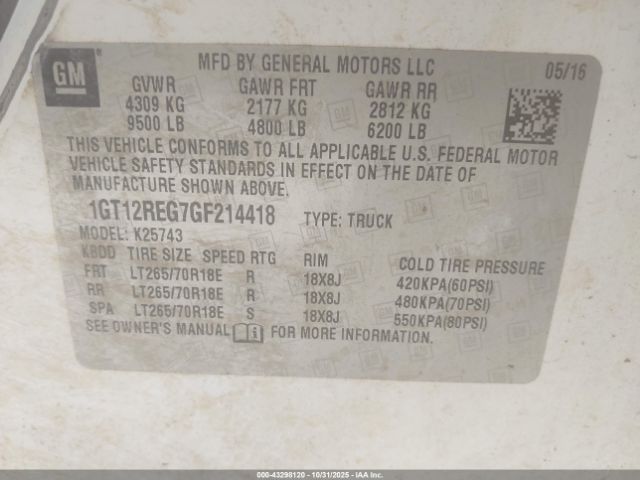 GM
MFD BY GENERAL MOTORS LLC 05/16
GVWR GAWR FRT GAWR RR
4309 KG 2177 KG 2812 KG
9500 LB 4800 LB 6200 LB
THIS VEHICLE CONFORMS TO ALL APPLICABLE U.S. FEDERAL MOTOR
VEHICLE SAFETY STANDARDS IN EFFECT ON THE DATE OF
MANUFACTURE SHOWN ABOVE.
1GT12REG7GF214418 TYPE: TRUCK
MODEL: K25743
KBDD TIRE SIZE SPEED RTG RIM COLD TIRE PRESSURE
FRT LT265/70R18E R 18X8J 420KPA(60PSI)
RR LT265/70R18E R 18X8J 480KPA(70PSI)
SPA LT265/70R18E S 18X8J 550KPA(80PSI)
SEE OWNER'S MANUAL FOR MORE INFORMATION.
000-43298120 - 10/31/2025 - IAA Inc.